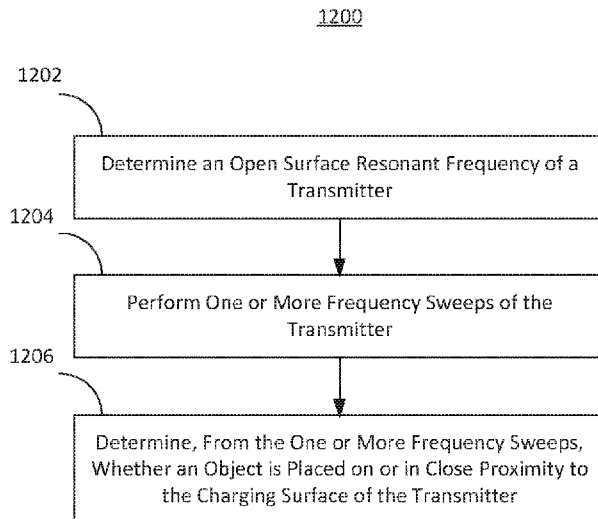 1200
1202
Determine an Open Surface Resonant Frequency of a
Transmitter
1204
Perform One or More Frequency Sweeps of the
Transmitter
1206
Determine, From the One or More Frequency Sweeps,
Whether an Object is Placed on or in Close Proximity to
the Charging Surface of the Transmitter